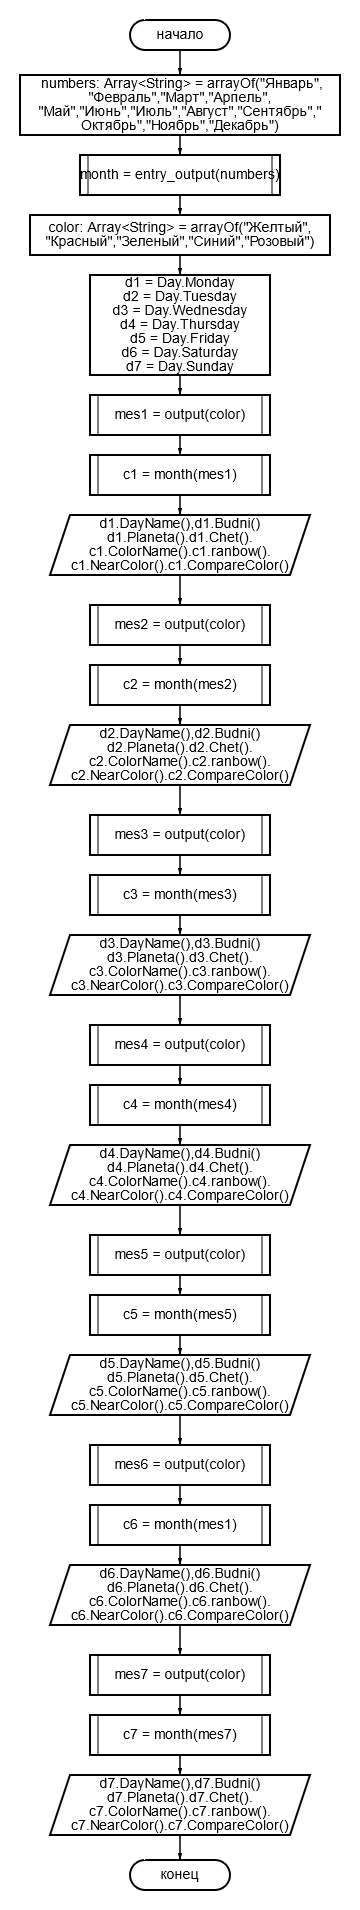 начало
numbers: Array<String> = arrayOf("Январь",
"Февраль","Март","Арпель",
"Май","Июнь","Июль","Август","Сентябрь","
Октябрь","Ноябрь","Декабрь")
month = entry_output(numbers)
color: Array<String> = arrayOf("Желтый",
"Красный","Зеленый","Синий","Розовый")
d1 = Day.Monday
d2 = Day.Tuesday
d3 = Day.Wednesday
d4 = Day.Thursday
d5 = Day.Friday
d6 = Day.Saturday
d7 = Day.Sunday
mes1 = output(color)
c1 = month(mes1)
d1.DayName(),d1.Budni()
d1.Planeta().d1.Chet().
c1.ColorName().c1.ranbow().
c1.NearColor().c1.CompareColor()
mes2 = output(color)
c2 = month(mes2)
d2.DayName(),d2.Budni()
d2.Planeta().d2.Chet().
c2.ColorName().c2.ranbow().
c2.NearColor().c2.CompareColor()
mes3 = output(color)
c3 = month(mes3)
d3.DayName(),d3.Budni()
d3.Planeta().d3.Chet().
c3.ColorName().c3.ranbow().
c3.NearColor().c3.CompareColor()
mes4 = output(color)
c4 = month(mes4)
d4.DayName(),d4.Budni()
d4.Planeta().d4.Chet().
c4.ColorName().c4.ranbow().
c4.NearColor().c4.CompareColor()
mes5 = output(color)
c5 = month(mes5)
d5.DayName(),d5.Budni()
d5.Planeta().d5.Chet().
c5.ColorName().c5.ranbow().
c5.NearColor().c5.CompareColor()
mes6 = output(color)
c6 = month(mes1)
d6.DayName(),d6.Budni()
d6.Planeta().d6.Chet().
c6.ColorName().c6.ranbow().
c6.NearColor().c6.CompareColor()
mes7 = output(color)
c7 = month(mes7)
d7.DayName(),d7.Budni()
d7.Planeta().d7.Chet().
c7.ColorName().c7.ranbow().
c7.NearColor().c7.CompareColor()
конец